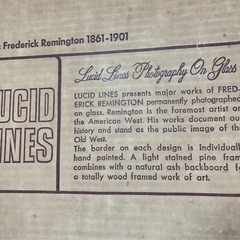 : Frederick Remington 1861-1901
Lucid Lines Photography On Glass
LUCID
LINES
LUCID LINES presents major works of FRED-
ERICK REMINGTON permanently photographed
on glass. Remington is the foremost artist on
the American West. His works document our
history and stand as the public image of the
Old West.
The border on each design is individually
hand painted. A light stained pine frame
combines with a natural ash backboard for
a totally wood framed work of art.